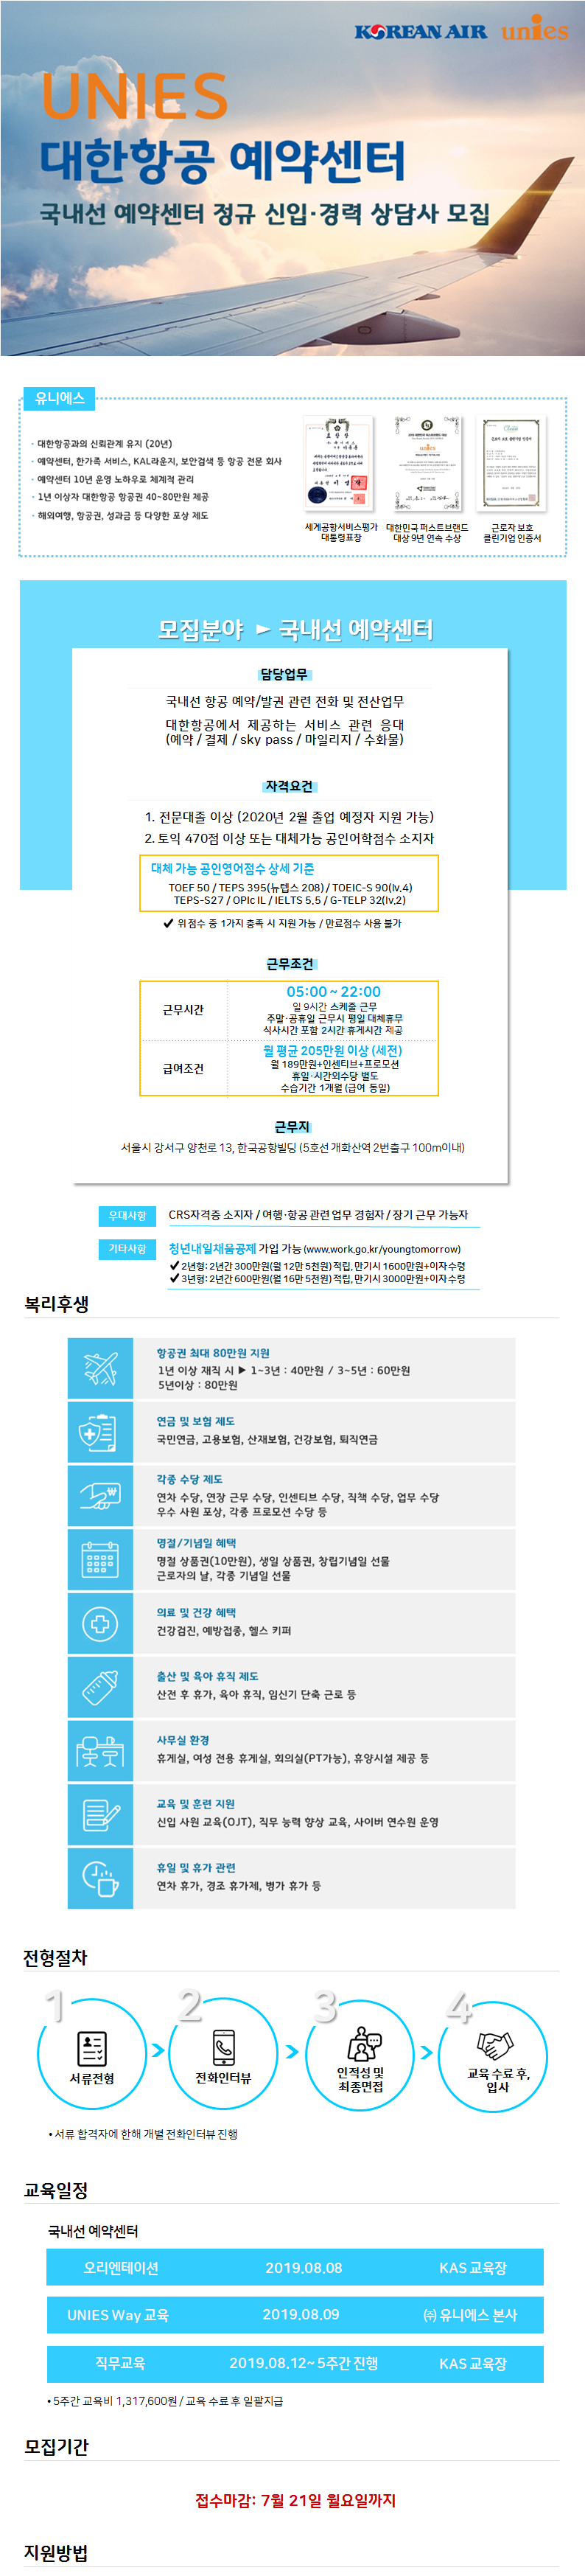 KOREAN AIR unies
UNIES
대한항공 예약센터
국내선 예약센터 정규 신입·경력 상담사 모집
유니에스
· 대한항공과의 신뢰관계 유지 (20년)
· 예약센터, 한가족 서비스, KAL라운지, 보안검색 등 항공 전문 회사
· 예약센터 10년 운영 노하우로 체계적 관리
· 1년 이상자 대한항공 항공권 40~80만원 제공
· 해외여행, 항공권, 성과금 등 다양한 포상 제도
세계공항서비스평가
대통령표창
대한민국 퍼스트브랜드
대상 9년 연속 수상
근로자 보호
클린기업 인증서
모집분야 ► 국내선 예약센터
담당업무
국내선 항공 예약/발권 관련 전화 및 전산업무
대한항공에서 제공하는 서비스 관련 응대
(예약 / 결제 / sky pass / 마일리지 / 수화물)
자격요건
1. 전문대졸 이상 (2020년 2월 졸업 예정자 지원 가능)
2. 토익 470점 이상 또는 대체가능 공인어학점수 소지자
대체 가능 공인영어점수 상세 기준
TOEF 50 / TEPS 395(뉴텝스 208) / TOEIC-S 90(lv.4)
TEPS-S27 / OPIc IL / IELTS 5.5 / G-TELP 32(lv.2)
✔ 위 점수 중 1가지 충족 시 지원 가능 / 만료점수 사용 불가
근무조건
근무시간
05:00 ~ 22:00
일 9시간 스케줄 근무
주말·공휴일 근무시 평일 대체휴무
식사시간 포함 2시간 휴게시간 제공
급여조건
월 평균 205만원 이상 (세전)
월 189만원+인센티브+프로모션
휴일·시간외수당 별도
수습기간 1개월 (급여 동일)
근무지
서울시 강서구 양천로 13, 한국공항빌딩 (5호선 개화산역 2번출구 100m이내)
우대사항 CRS자격증 소지자 / 여행·항공 관련 업무 경험자 / 장기 근무 가능자
기타사항 청년내일채움공제 가입 가능 (www.work.go.kr/youngtomorrow)
✔ 2년형: 2년간 300만원(월 12만 5천원) 적립, 만기시 1600만원+이자 수령
✔ 3년형: 2년간 600만원(월 16만 5천원) 적립, 만기시 3000만원+이자 수령
복리후생
항공권 최대 80만원 지원
1년 이상 재직 시 ▶ 1~3년 : 40만원 / 3~5년 : 60만원
5년이상 : 80만원
연금 및 보험 제도
국민연금, 고용보험, 산재보험, 건강보험, 퇴직연금
각종 수당 제도
연차 수당, 연장 근무 수당, 인센티브 수당, 직책 수당, 업무 수당
우수 사원 포상, 각종 프로모션 수당 등
명절/기념일 혜택
명절 상품권(10만원), 생일 상품권, 창립기념일 선물
근로자의 날, 각종 기념일 선물
의료 및 건강 혜택
건강검진, 예방접종, 헬스 키퍼
출산 및 육아 휴직 제도
산전 후 휴가, 육아 휴직, 임신기 단축 근로 등
사무실 환경
휴게실, 여성 전용 휴게실, 회의실(PT가능), 휴양시설 제공 등
교육 및 훈련 지원
신입 사원 교육(OJT), 직무 능력 향상 교육, 사이버 연수원 운영
휴일 및 휴가 관련
연차 휴가, 경조 휴가제, 병가 휴가 등
전형절차
1 서류전형
2 전화인터뷰
3 인적성 및
최종면접
4 교육 수료 후,
입사
• 서류 합격자에 한해 개별 전화인터뷰 진행
교육일정
국내선 예약센터
오리엔테이션 2019.08.08 KAS 교육장
UNIES Way 교육 2019.08.09 ㈜ 유니에스 본사
직무교육 2019.08.12~ 5주간 진행 KAS 교육장
• 5주간 교육비 1,317,600원 / 교육 수료 후 일괄지급
모집기간
접수마감: 7월 21일 월요일까지
지원방법